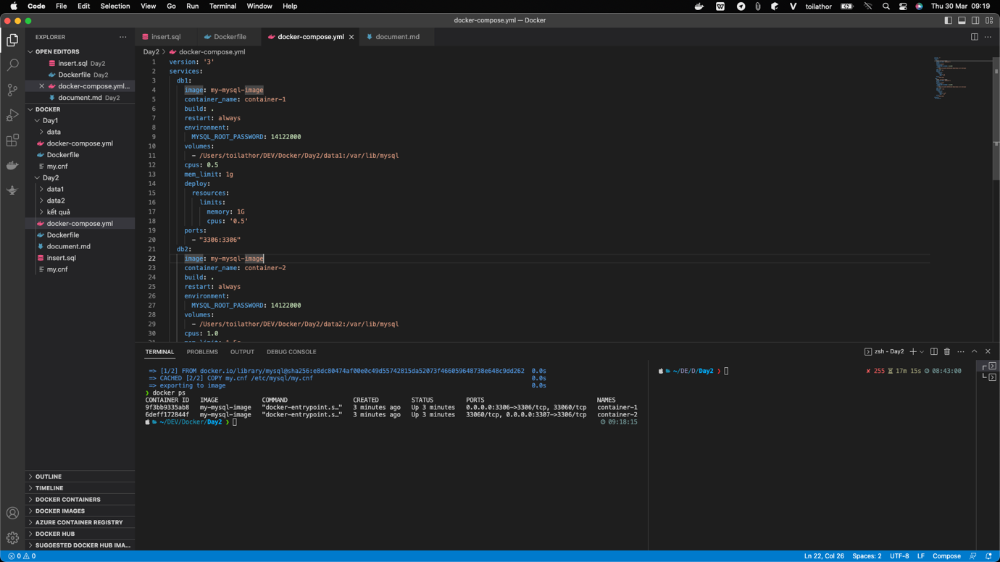 Code File Edit Selection View Go Run Terminal Window Help toilathor Thu 30 Mar 09:19
docker-compose.yml — Docker
EXPLORER
OPEN EDITORS
insert.sql Day2
Dockerfile Day2
docker-compose.yml...
document.md Day2
DOCKER
Day1
data
docker-compose.yml
Dockerfile
my.cnf
Day2
data1
data2
kết quả
docker-compose.yml
Dockerfile
document.md
insert.sql
my.cnf
OUTLINE
TIMELINE
DOCKER CONTAINERS
DOCKER IMAGES
AZURE CONTAINER REGISTRY
DOCKER HUB
SUGGESTED DOCKER HUB IMA...
insert.sql Dockerfile docker-compose.yml document.md
Day2 > docker-compose.yml
1 version: '3'
2 services:
3 db1:
4 image: my-mysql-image
5 container_name: container-1
6 build: .
7 restart: always
8 environment:
9 MYSQL_ROOT_PASSWORD: 14122000
10 volumes:
11 - /Users/toilathor/DEV/Docker/Day2/data1:/var/lib/mysql
12 cpus: 0.5
13 mem_limit: 1g
14 deploy:
15 resources:
16 limits:
17 memory: 1G
18 cpus: '0.5'
19 ports:
20 - "3306:3306"
21 db2:
22 image: my-mysql-image
23 container_name: container-2
24 build: .
25 restart: always
26 environment:
27 MYSQL_ROOT_PASSWORD: 14122000
28 volumes:
29 - /Users/toilathor/DEV/Docker/Day2/data2:/var/lib/mysql
30 cpus: 1.0
TERMINAL PROBLEMS OUTPUT DEBUG CONSOLE zsh - Day2
=> [1/2] FROM docker.io/library/mysql@sha256:e8dc80474af00e0c49d55742815da52073f466059648738e648c9dd262 0.0s
=> CACHED [2/2] COPY my.cnf /etc/mysql/my.cnf 0.0s
=> exporting to image 0.0s
❯ docker ps
CONTAINER ID IMAGE COMMAND CREATED STATUS PORTS NAMES
9f3bb9335ab8 my-mysql-image "docker-entrypoint.s…" 3 minutes ago Up 3 minutes 0.0.0.0:3306->3306/tcp, 33060/tcp container-1
6deff172844f my-mysql-image "docker-entrypoint.s…" 3 minutes ago Up 3 minutes 33060/tcp, 0.0.0.0:3307->3306/tcp container-2
~/DEV/Docker/Day2 ❯ 09:18:15
~/DE/D/Day2 ❯ ✘ 255 17m 15s 08:43:00
0 0 Ln 22, Col 26 Spaces: 2 UTF-8 LF Compose